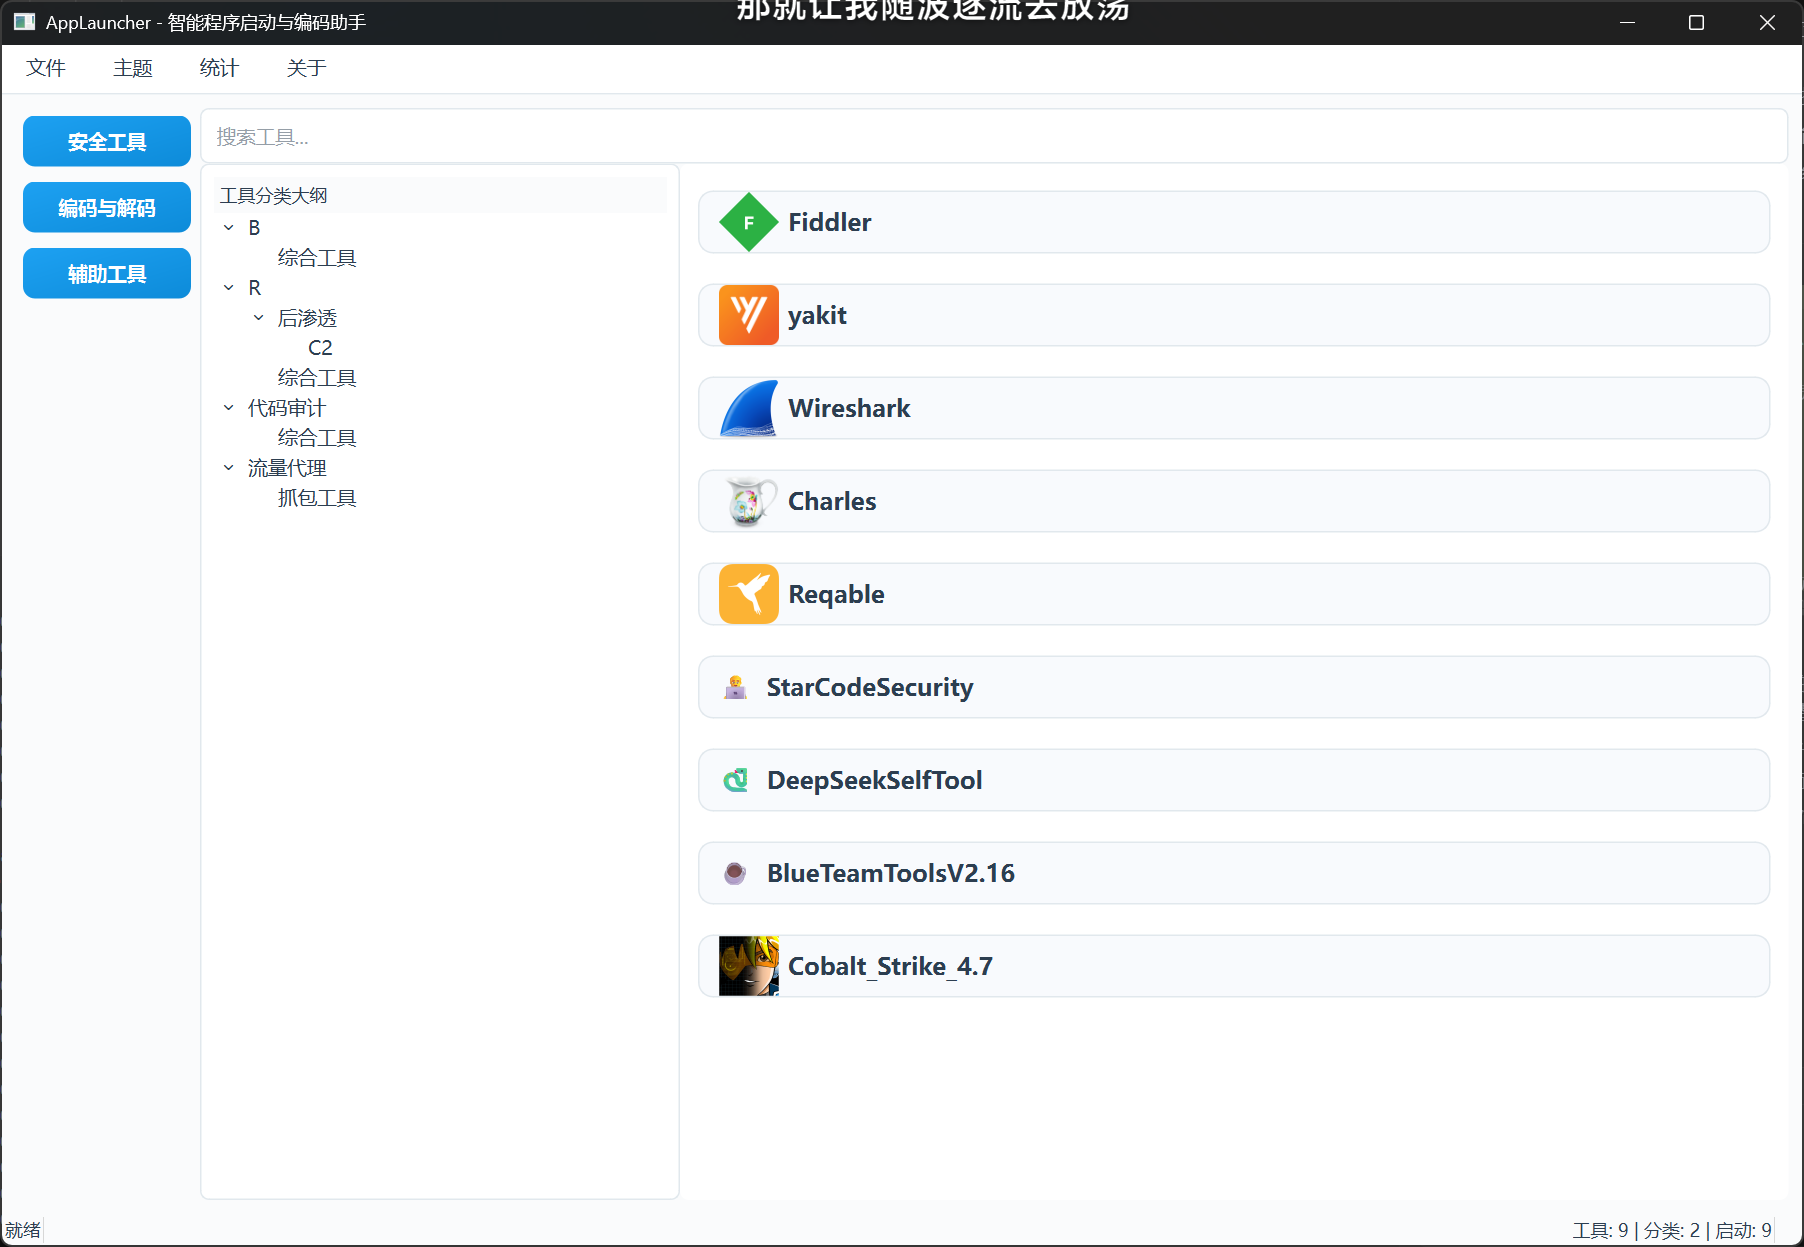 那就让我随波逐流去放荡
AppLauncher - 智能程序启动与编码助手
文件 主题 统计 关于
安全工具
编码与解码
辅助工具
搜索工具...
工具分类大纲
B
综合工具
R
后渗透
C2
综合工具
代码审计
综合工具
流量代理
抓包工具
F
Fiddler
yakit
Wireshark
Charles
Reqable
StarCodeSecurity
DeepSeekSelfTool
BlueTeamToolsV2.16
Cobalt_Strike_4.7
就绪
工具: 9 | 分类: 2 | 启动: 9